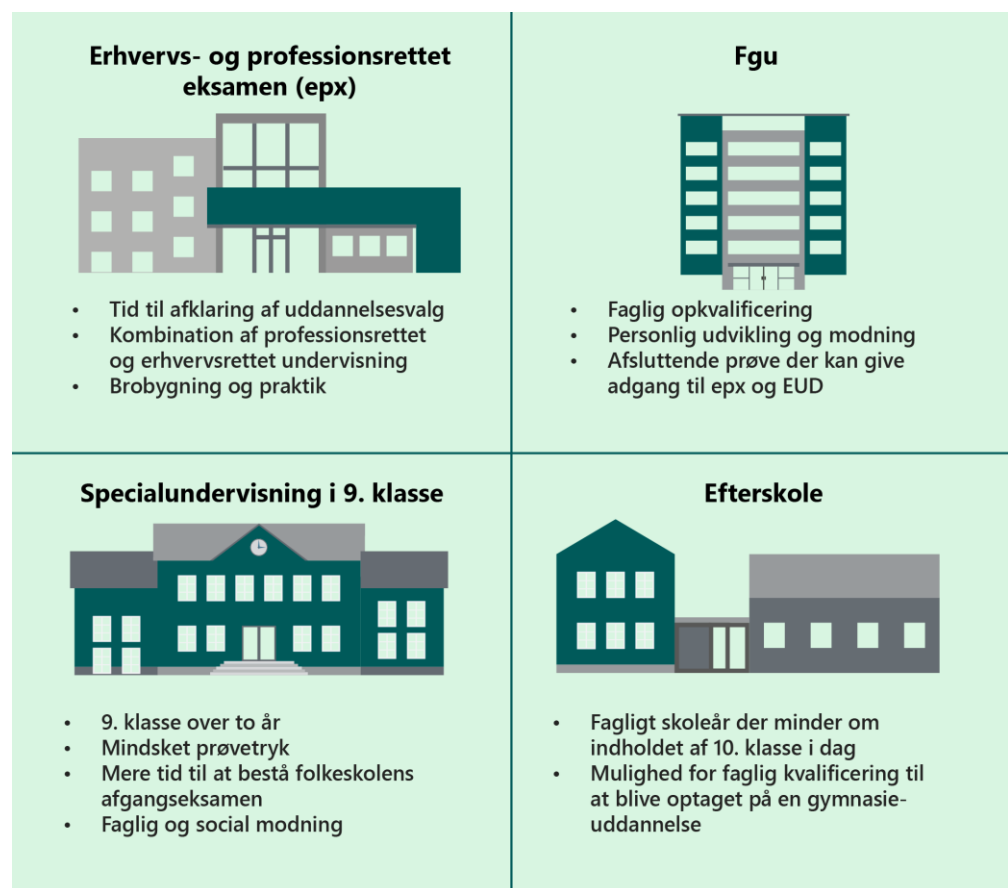 Erhvervs- og professionsrettet
eksamen (epx)
• Tid til afklaring af uddannelsesvalg
• Kombination af professionsrettet
og erhvervsrettet undervisning
• Brobygning og praktik
Fgu
• Faglig opkvalificering
• Personlig udvikling og modning
• Afsluttende prøve der kan give
adgang til epx og EUD
Specialundervisning i 9. klasse
• 9. klasse over to år
• Mindsket prøvetryk
• Mere tid til at bestå folkeskolens
afgangseksamen
• Faglig og social modning
Efterskole
• Fagligt skoleår der minder om
indholdet af 10. klasse i dag
• Mulighed for faglig kvalificering til
at blive optaget på en gymnasie-
uddannelse